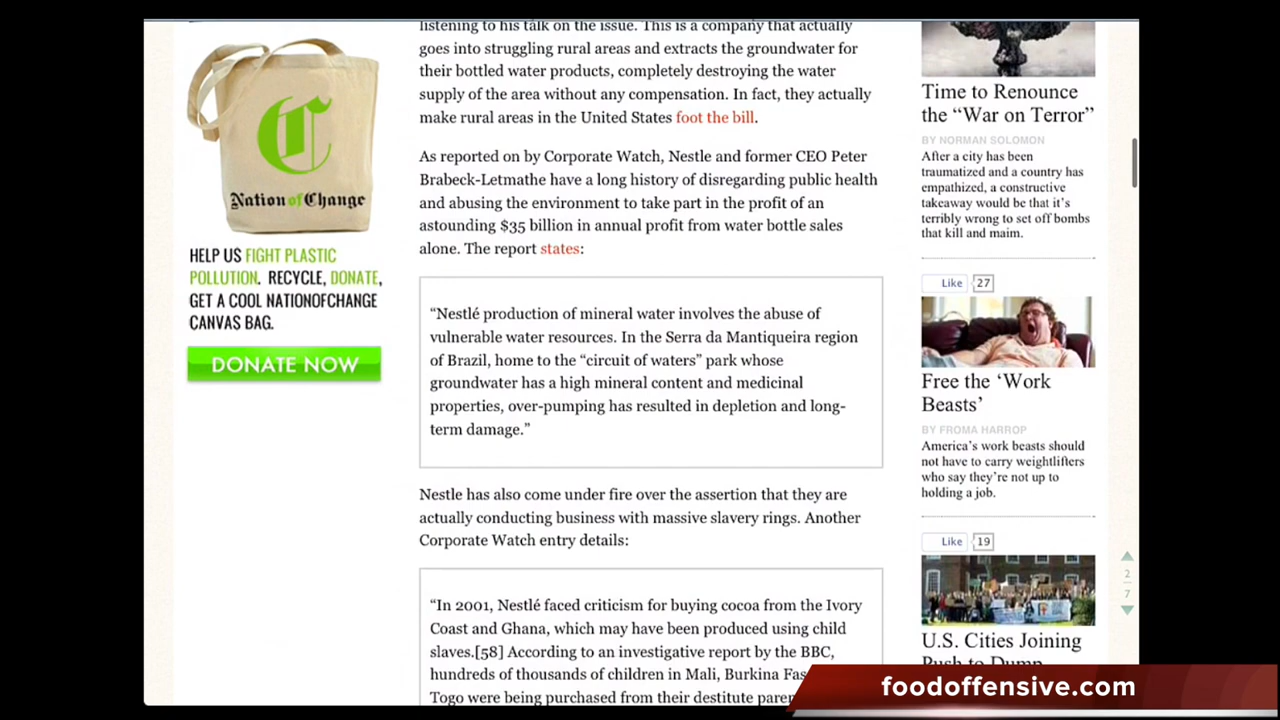 C
Nation of Change
HELP US FIGHT PLASTIC
POLLUTION. RECYCLE, DONATE,
GET A COOL NATIONOFCHANGE
CANVAS BAG.
DONATE NOW
listening to his talk on the issue. This is a company that actually
goes into struggling rural areas and extracts the groundwater for
their bottled water products, completely destroying the water
supply of the area without any compensation. In fact, they actually
make rural areas in the United States foot the bill.
As reported on by Corporate Watch, Nestle and former CEO Peter
Brabeck-Letmathe have a long history of disregarding public health
and abusing the environment to take part in the profit of an
astounding $35 billion in annual profit from water bottle sales
alone. The report states:
“Nestlé production of mineral water involves the abuse of
vulnerable water resources. In the Serra da Mantiqueira region
of Brazil, home to the “circuit of waters” park whose
groundwater has a high mineral content and medicinal
properties, over-pumping has resulted in depletion and long-
term damage.”
Nestle has also come under fire over the assertion that they are
actually conducting business with massive slavery rings. Another
Corporate Watch entry details:
“In 2001, Nestlé faced criticism for buying cocoa from the Ivory
Coast and Ghana, which may have been produced using child
slaves.[58] According to an investigative report by the BBC,
hundreds of thousands of children in Mali, Burkina Fas
Togo were being purchased from their destitute paren
Time to Renounce
the “War on Terror”
BY NORMAN SOLOMON
After a city has been
traumatized and a country has
empathized, a constructive
takeaway would be that it’s
terribly wrong to set off bombs
that kill and maim.
Like 27
Free the ‘Work
Beasts’
BY FROMA HARROP
America’s work beasts should
not have to carry weightlifters
who say they’re not up to
holding a job.
Like 19
U.S. Cities Joining
Push to Dump
2
7
foodoffensive.com